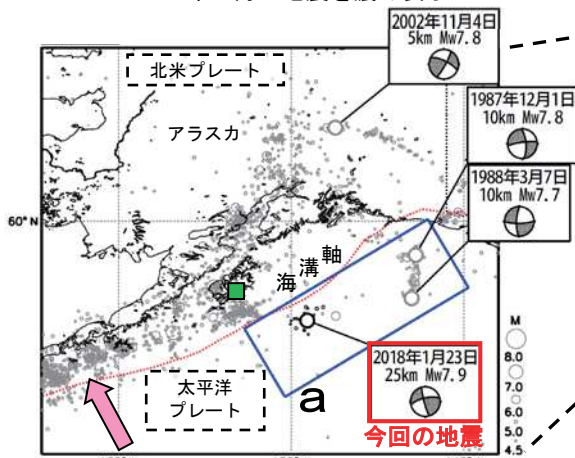 2002年11月4日
5km Mw7.8
北米プレート
アラスカ
1987年12月1日
10km Mw7.8
1988年3月7日
10km Mw7.7
60°N
海溝軸
M
8.0
7.0
6.0
5.0
4.5
2018年1月23日
25km Mw7.9
今回の地震
太平洋
プレート
a